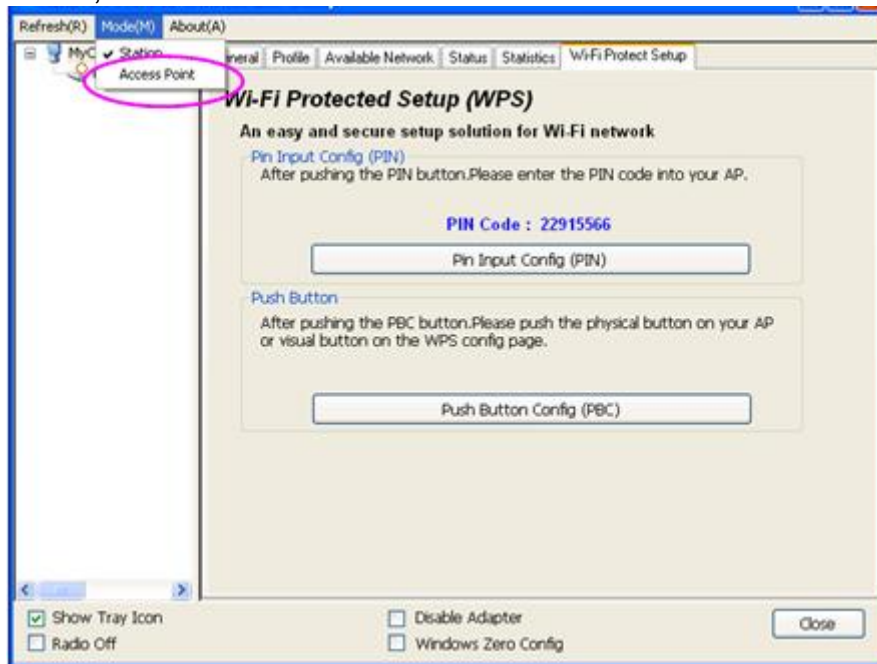 Refresh(R) Mode(M) About(A)
Station
Access Point
Profile Available Network Status Statistics Wi-Fi Protect Setup
Wi-Fi Protected Setup (WPS)
An easy and secure setup solution for Wi-Fi network
Pin Input Config (PIN)
After pushing the PIN button.Please enter the PIN code into your AP.
PIN Code : 22915566
Pin Input Config (PIN)
Push Button
After pushing the PBC button.Please push the physical button on your AP
or visual button on the WPS config page.
Push Button Config (PBC)
Show Tray Icon
Disable Adapter
Close
Radio Off
Windows Zero Config